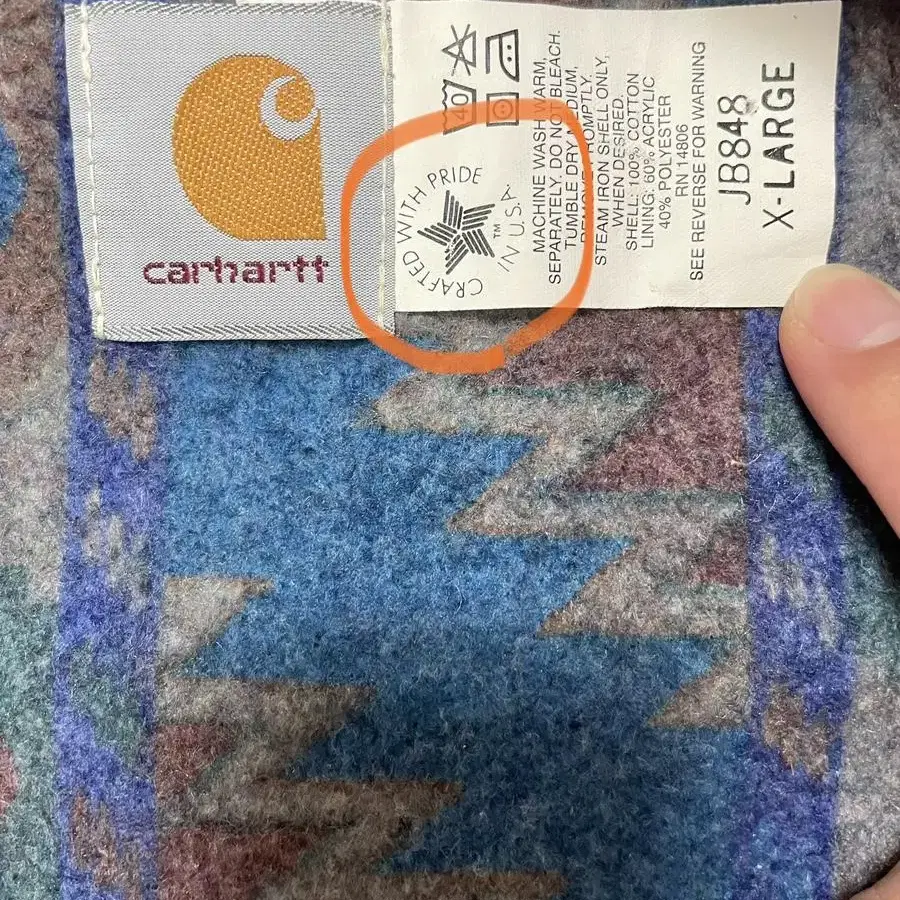 carhartt
40
CRAFTED WITH PRIDE
IN U.S.A.
TM
MACHINE WASH WARM,
SEPARATELY. DO NOT BLEACH.
TUMBLE DRY MEDIUM,
REMOVE PROMPTLY.
STEAM IRON SHELL ONLY,
WHEN DESIRED.
SHELL: 100% COTTON
LINING: 60% ACRYLIC
40% POLYESTER
RN 14806
SEE REVERSE FOR WARNING
JB848
X-LARGE